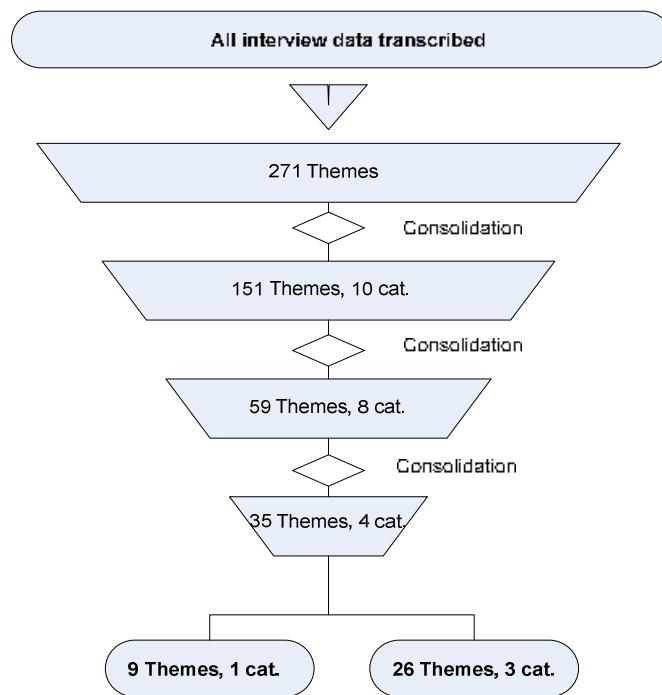 All interview data transcribed
271 Themes
Consolidation
151 Themes, 10 cat.
Consolidation
59 Themes, 8 cat.
Consolidation
35 Themes, 4 cat.
9 Themes, 1 cat.
26 Themes, 3 cat.